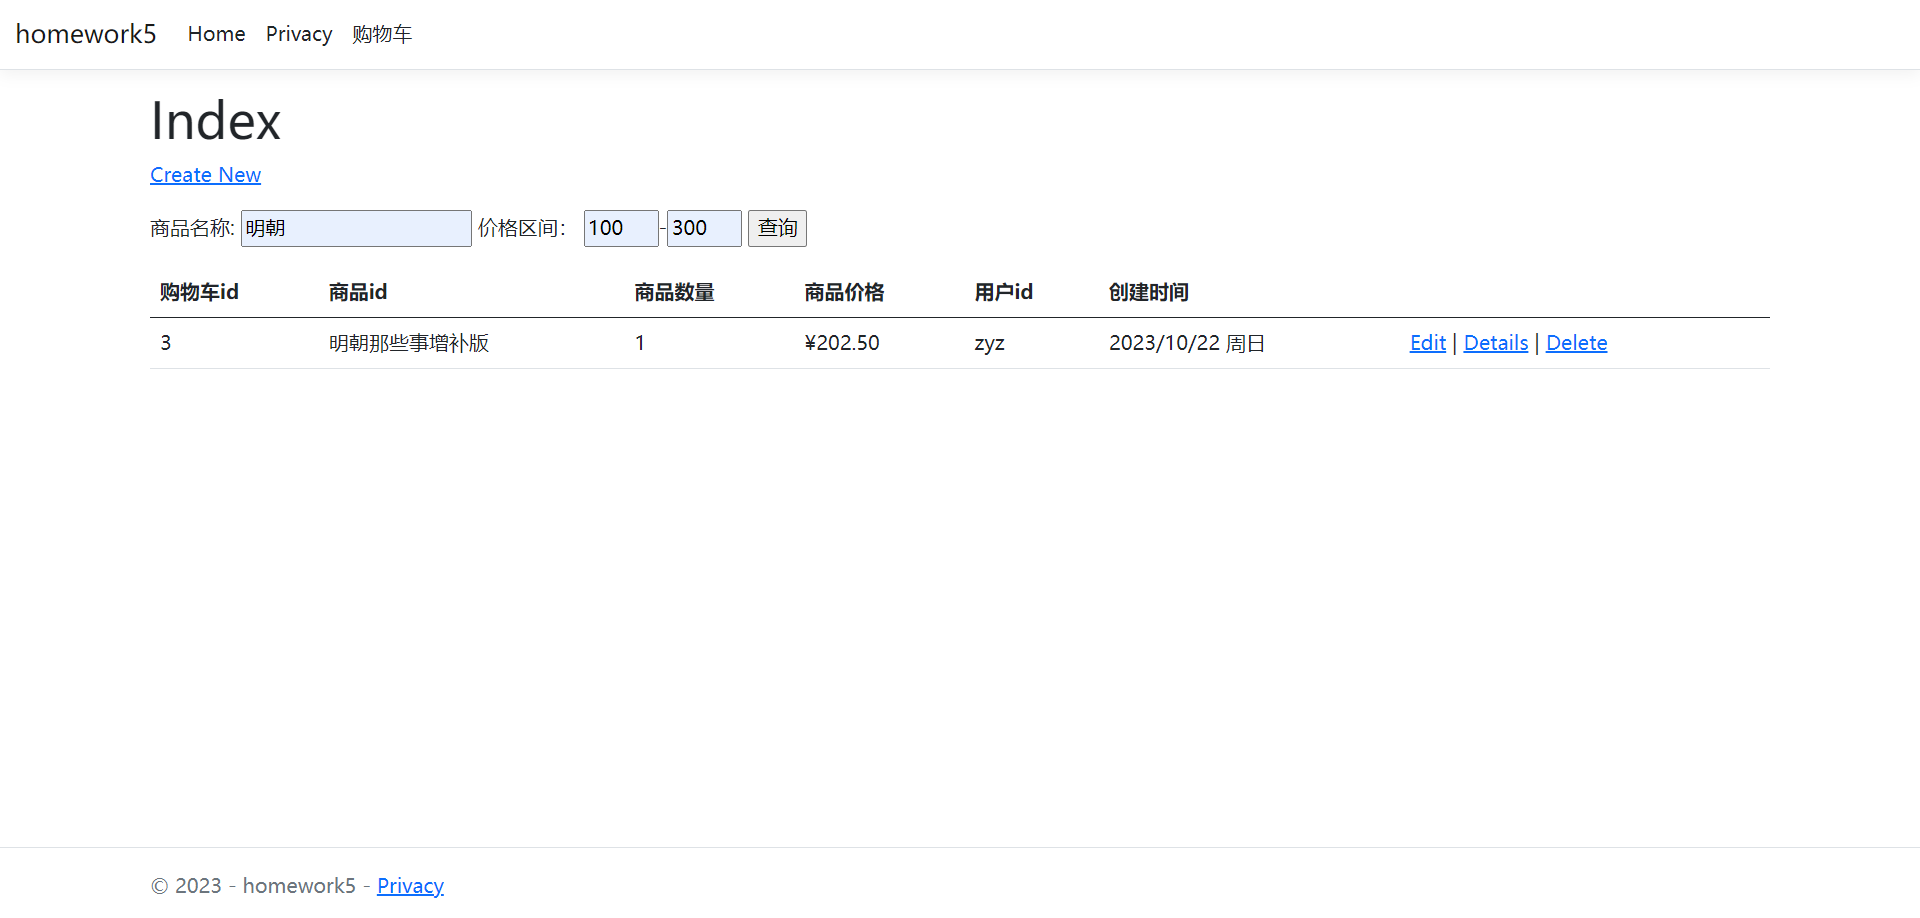 homework5 Home Privacy 购物车
Index
Create New
商品名称: 明朝 价格区间： 100-300 查询
购物车id 商品id 商品数量 商品价格 用户id 创建时间
3 明朝那些事增补版 1 ¥202.50 zyz 2023/10/22 周日 Edit | Details | Delete
© 2023 - homework5 - Privacy